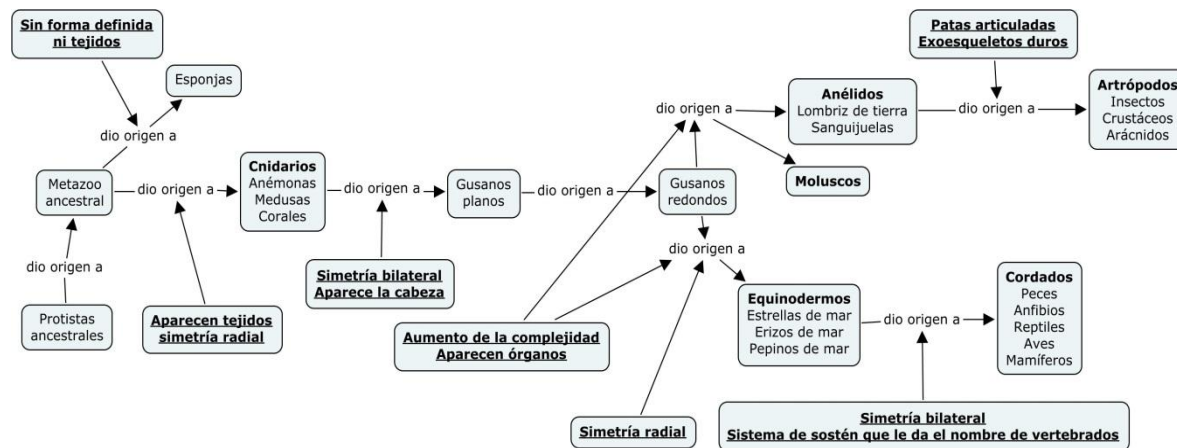 Sin forma definida
ni tejidos
Esponjas
dio origen a
Metazoo
ancestral
dio origen a
Protistas
ancestrales
dio origen a
Aparecen tejidos
simetría radial
Cnidarios
Anémonas
Medusas
Corales
dio origen a
Simetría bilateral
Aparece la cabeza
Gusanos
planos
dio origen a
Gusanos
redondos
dio origen a
Aumento de la complejidad
Aparecen órganos
Anélidos
Lombriz de tierra
Sanguijuelas
Moluscos
dio origen a
Patas articuladas
Exoesqueletos duros
Artrópodos
Insectos
Crustáceos
Arácnidos
dio origen a
Simetría radial
Equinodermos
Estrellas de mar
Erizos de mar
Pepinos de mar
dio origen a
Simetría bilateral
Sistema de sostén que le da el nombre de vertebrados
Cordados
Peces
Anfibios
Reptiles
Aves
Mamíferos